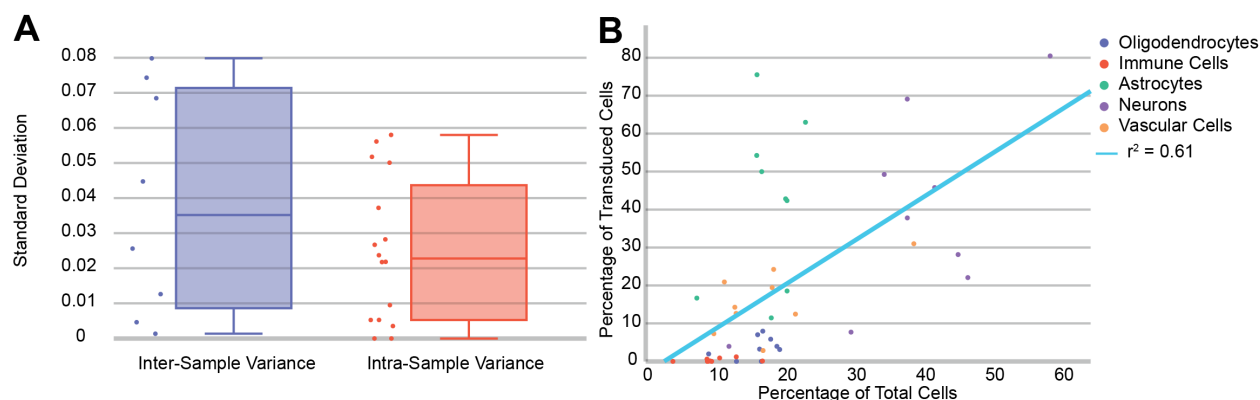 A
Standard Deviation
0.08
0.07
0.06
0.05
0.04
0.03
0.02
0.01
0
Inter-Sample Variance
Intra-Sample Variance
B
Percentage of Transduced Cells
80
70
60
50
40
30
20
10
0
0 10 20 30 40 50 60
Percentage of Total Cells
Oligodendrocytes
Immune Cells
Astrocytes
Neurons
Vascular Cells
r² = 0.61